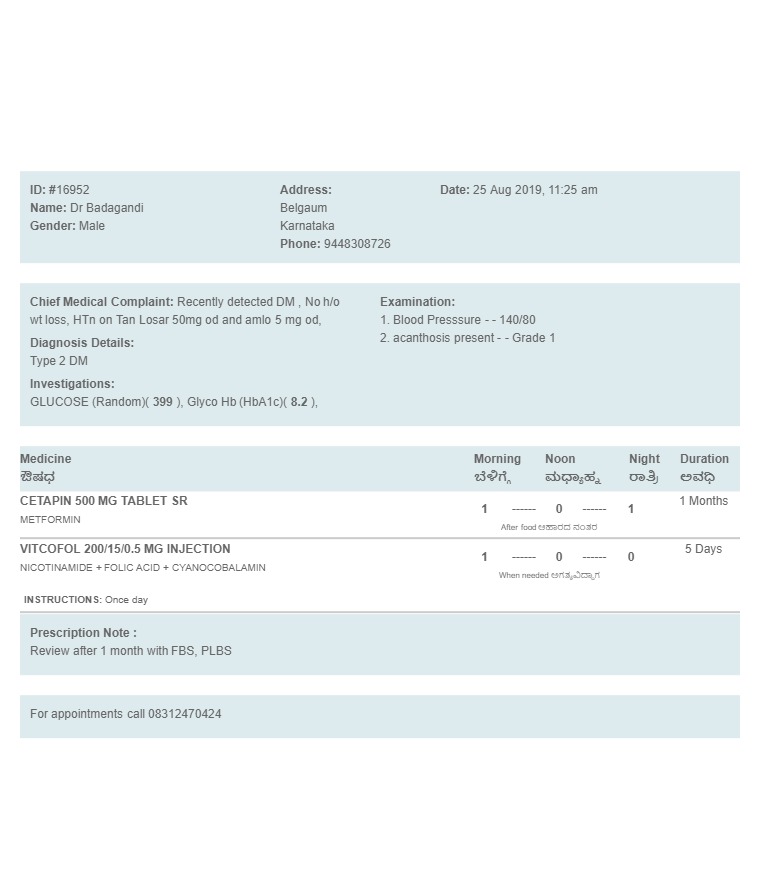 ID: #16952
Name: Dr Badagandi
Gender: Male
Address:
Belgaum
Karnataka
Phone: 9448308726
Date: 25 Aug 2019, 11:25 am
Chief Medical Complaint: Recently detected DM , No h/o
wt loss, HTn on Tan Losar 50mg od and amlo 5 mg od,
Diagnosis Details:
Type 2 DM
Investigations:
GLUCOSE (Random)( 399 ), Glyco Hb (HbA1c)( 8.2 ),
Examination:
1. Blood Presssure - - 140/80
2. acanthosis present - - Grade 1
Medicine Morning Noon Night Duration
ಔಷಧ ಬೆಳಿಗ್ಗೆ ಮಧ್ಯಾಹ್ನ ರಾತ್ರಿ ಅವಧಿ
CETAPIN 500 MG TABLET SR 1 ------ 0 ------ 1 1 Months
METFORMIN After food ಆಹಾರದ ನಂತರ
VITCOFOL 200/15/0.5 MG INJECTION 1 ------ 0 ------ 0 5 Days
NICOTINAMIDE + FOLIC ACID + CYANOCOBALAMIN When needed ಅಗತ್ಯವಿದ್ದಾಗ
INSTRUCTIONS: Once day
Prescription Note :
Review after 1 month with FBS, PLBS
For appointments call 08312470424